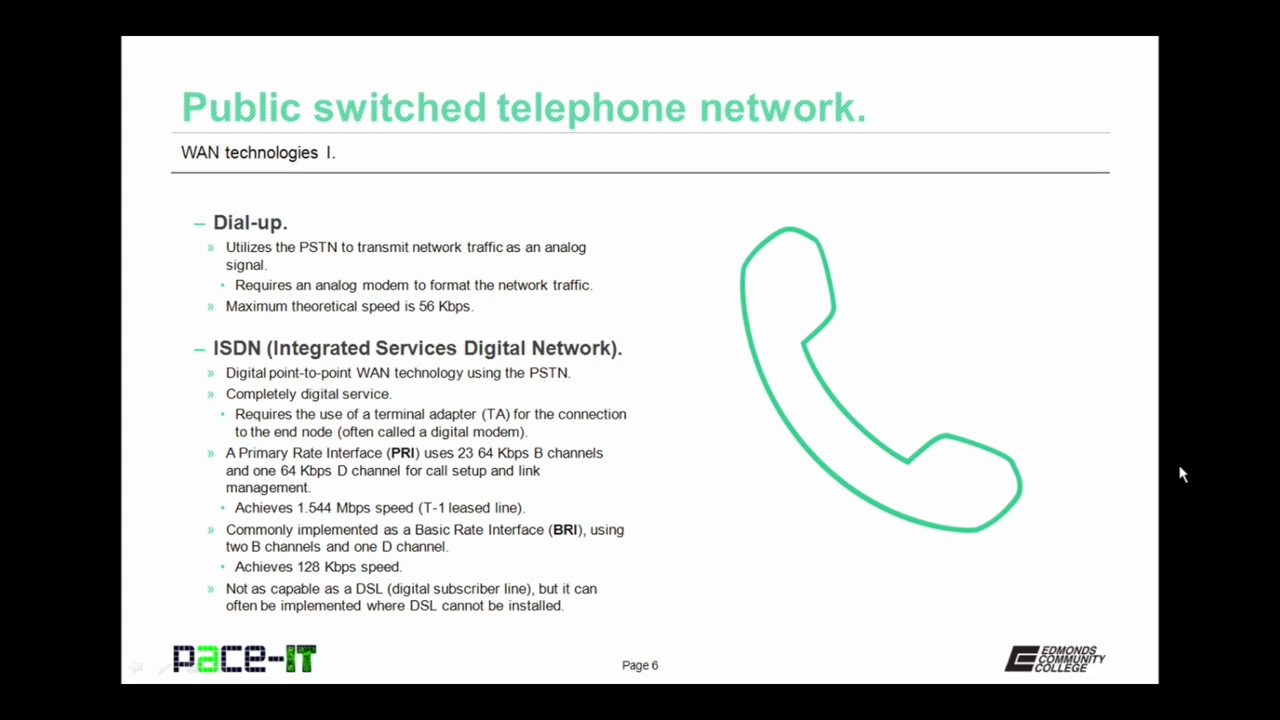 Public switched telephone network.
WAN technologies I.
– Dial-up.
» Utilizes the PSTN to transmit network traffic as an analog
signal.
• Requires an analog modem to format the network traffic.
» Maximum theoretical speed is 56 Kbps.
– ISDN (Integrated Services Digital Network).
» Digital point-to-point WAN technology using the PSTN.
» Completely digital service.
• Requires the use of a terminal adapter (TA) for the connection
to the end node (often called a digital modem).
» A Primary Rate Interface (PRI) uses 23 64 Kbps B channels
and one 64 Kbps D channel for call setup and link
management.
• Achieves 1.544 Mbps speed (T-1 leased line).
» Commonly implemented as a Basic Rate Interface (BRI), using
two B channels and one D channel.
• Achieves 128 Kbps speed.
» Not as capable as a DSL (digital subscriber line), but it can
often be implemented where DSL cannot be installed.
pace-IT
Page 6
EDMONDS
COMMUNITY
COLLEGE